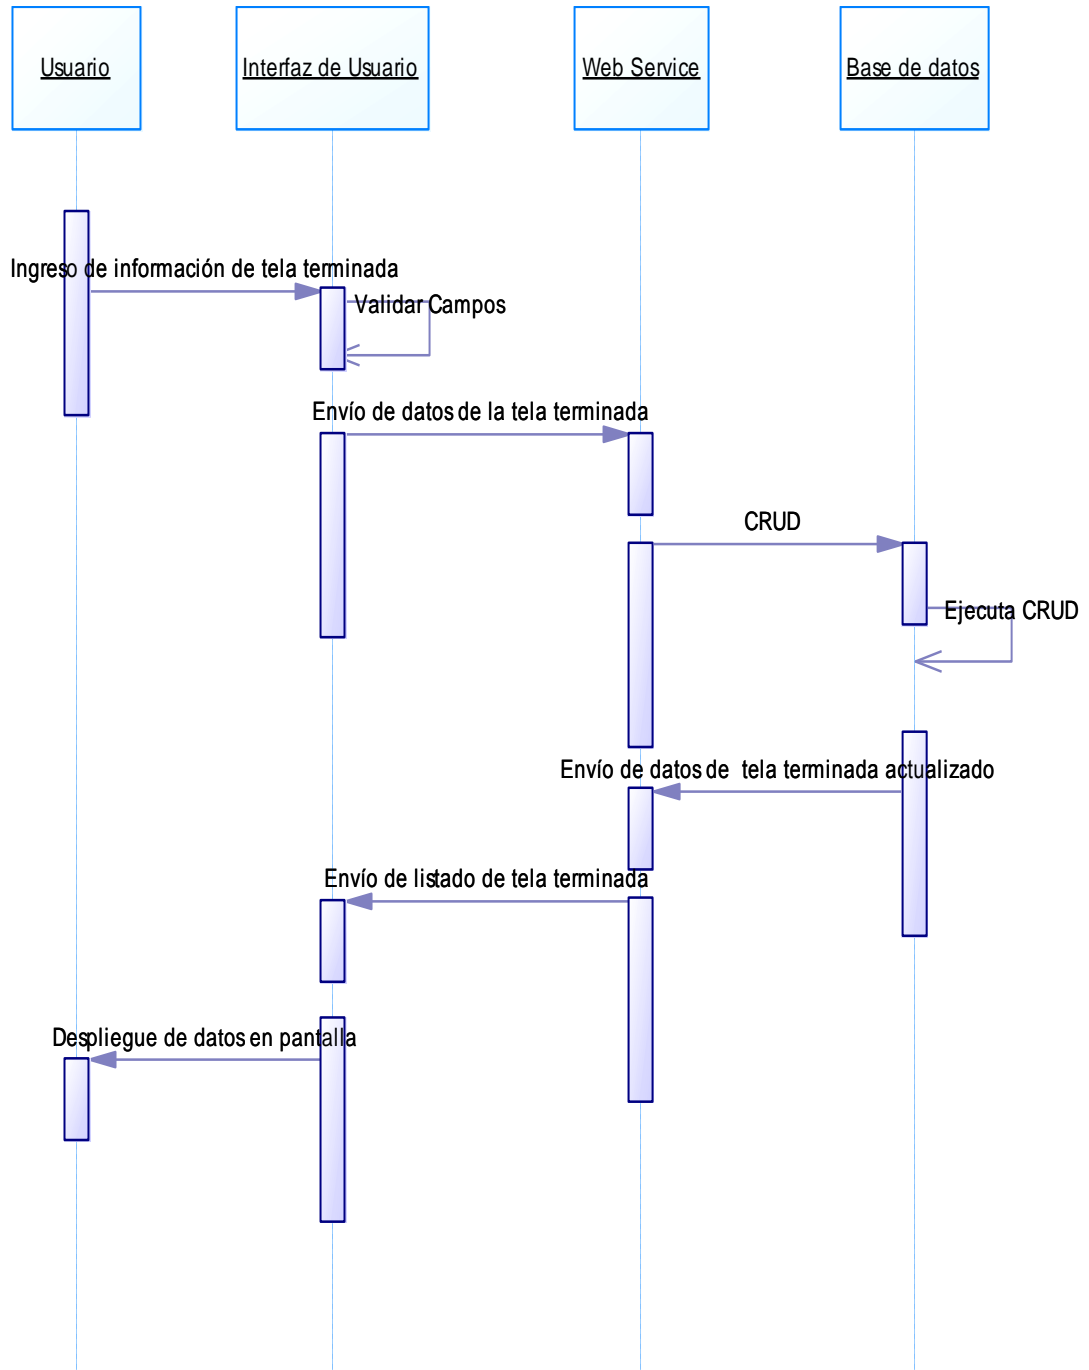 Usuario
Interfaz de Usuario
Web Service
Base de datos
Ingreso de información de tela terminada
Validar Campos
Envío de datos de la tela terminada
CRUD
Ejecuta CRUD
Envío de datos de tela terminada actualizado
Envío de listado de tela terminada
Despliegue de datos en pantalla